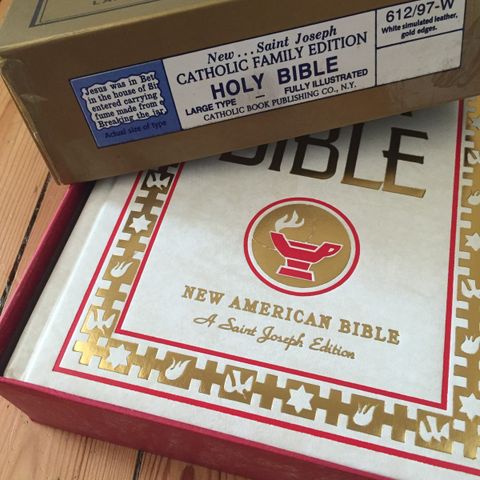 New...Saint Joseph
CATHOLIC FAMILY EDITION
HOLY BIBLE
LARGE TYPE — FULLY ILLUSTRATED
CATHOLIC BOOK PUBLISHING CO., N.Y.
612/97-W
White simulated leather,
gold edges.
Jesus was in Bet
in the house of Si
entered carrying
fume made from
Breaking the jar
Actual size of type
BIBLE
NEW AMERICAN BIBLE
A Saint Joseph Edition